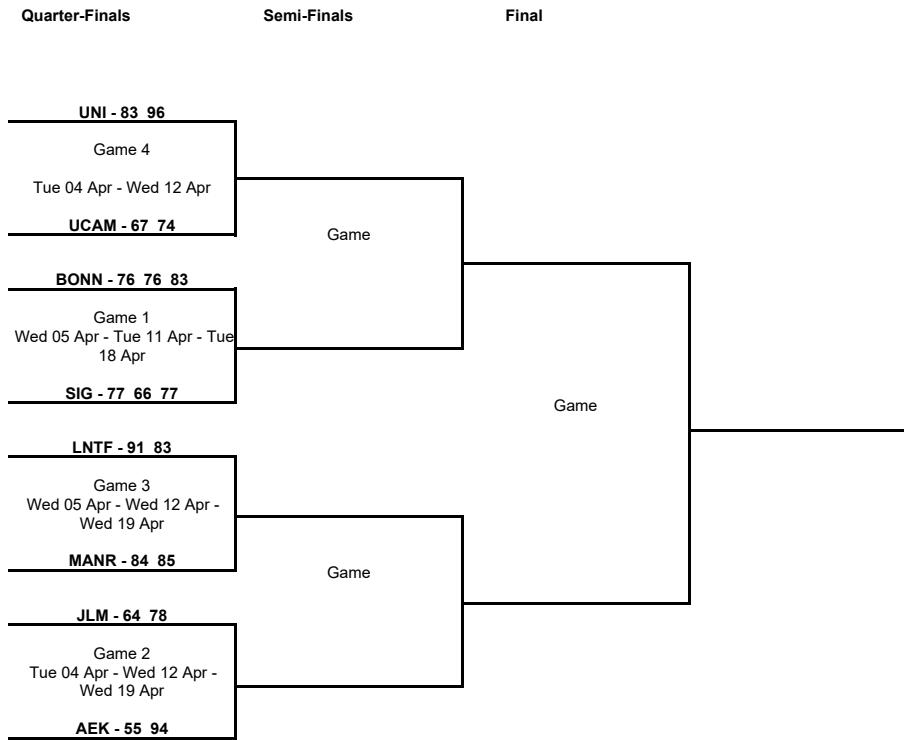 Quarter-Finals Semi-Finals Final
UNI - 83 96
Game 4
Tue 04 Apr - Wed 12 Apr
UCAM - 67 74
Game
BONN - 76 76 83
Game 1
Wed 05 Apr - Tue 11 Apr - Tue
18 Apr
SIG - 77 66 77
Game
LNTF - 91 83
Game 3
Wed 05 Apr - Wed 12 Apr -
Wed 19 Apr
MANR - 84 85
Game
JLM - 64 78
Game 2
Tue 04 Apr - Wed 12 Apr -
Wed 19 Apr
AEK - 55 94